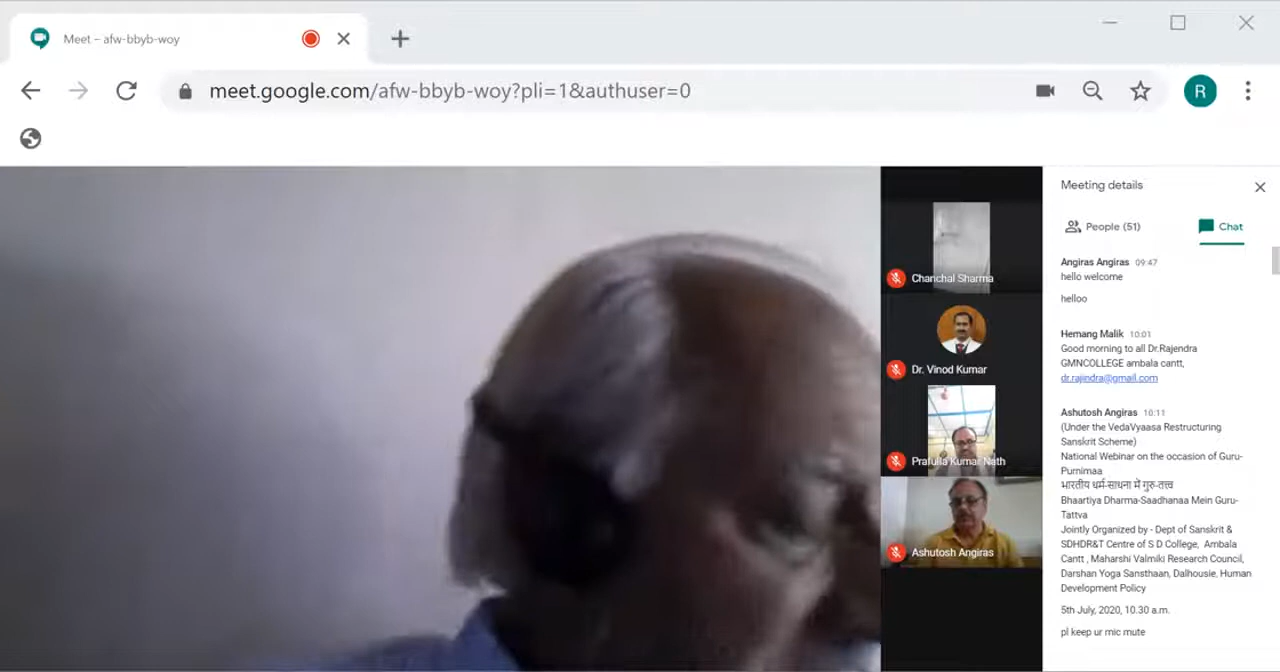 Meet – afw-bbyb-woy
meet.google.com/afw-bbyb-woy?pli=1&authuser=0
R
Meeting details
People (51)
Chat
Chanchal Sharma
Dr. Vinod Kumar
Prafulla Kumar Nath
Ashutosh Angiras
Angiras Angiras 09:47
hello welcome
helloo
Hemang Malik 10:01
Good morning to all Dr.Rajendra
GMNCOLLEGE ambala cantt,
dr.rajindra@gmail.com
Ashutosh Angiras 10:11
(Under the VedaVyaasa Restructuring
Sanskrit Scheme)
National Webinar on the occasion of Guru-
Purnimaa
भारतीय धर्म-साधना में गुरु-तत्त्व
Bhaartiya Dharma-Saadhanaa Mein Guru-
Tattva
Jointly Organized by - Dept of Sanskrit &
SDHDR&T Centre of S D College, Ambala
Cantt , Maharshi Valmiki Research Council,
Darshan Yoga Sansthaan, Dalhousie, Human
Development Policy
5th July, 2020, 10.30 a.m.
pl keep ur mic mute